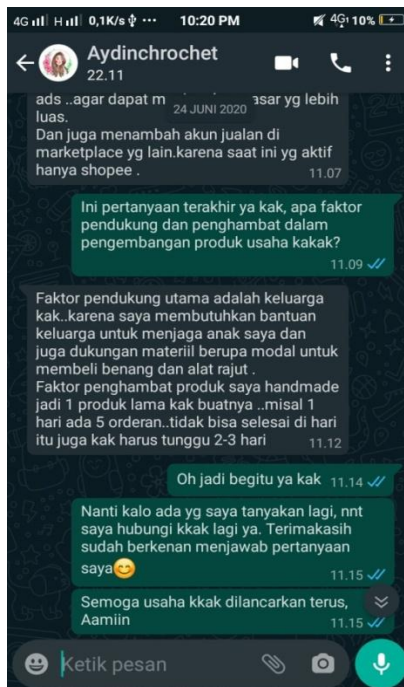 4G H 0,1K/s ••• 10:20 PM 4G 10%
Aydinchrochet
22.11
ads ..agar dapat m asar yg lebih
24 JUNI 2020
luas.
Dan juga menambah akun jualan di
marketplace yg lain.karena saat ini yg aktif
hanya shopee .
11.07
Ini pertanyaan terakhir ya kak, apa faktor
pendukung dan penghambat dalam
pengembangan produk usaha kakak?
11.09
Faktor pendukung utama adalah keluarga
kak..karena saya membutuhkan bantuan
keluarga untuk menjaga anak saya dan
juga dukungan materiil berupa modal untuk
membeli benang dan alat rajut .
Faktor penghambat produk saya handmade
jadi 1 produk lama kak buatnya ..misal 1
hari ada 5 orderan..tidak bisa selesai di hari
itu juga kak harus tunggu 2-3 hari
11.12
Oh jadi begitu ya kak 11.14
Nanti kalo ada yg saya tanyakan lagi, nnt
saya hubungi kkak lagi ya. Terimakasih
sudah berkenan menjawab pertanyaan
saya😊
11.15
Semoga usaha kkak dilancarkan terus,
Aamiin
11.15
Ketik pesan